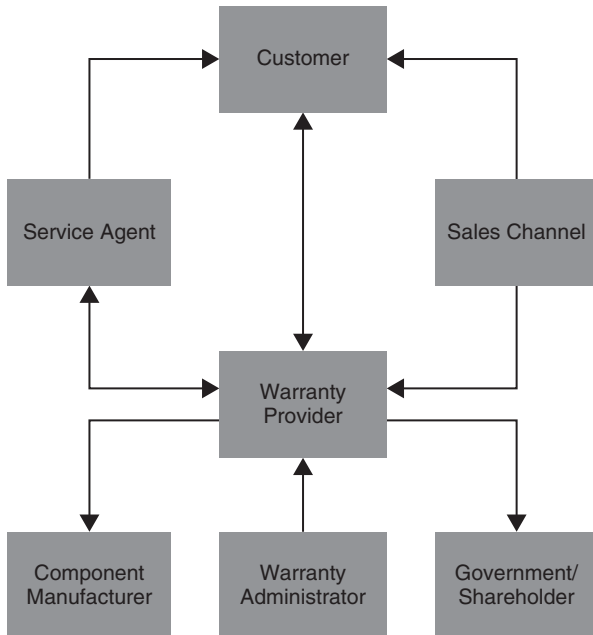 Customer
Service Agent
Sales Channel
Warranty
Provider
Component
Manufacturer
Warranty
Administrator
Government/
Shareholder